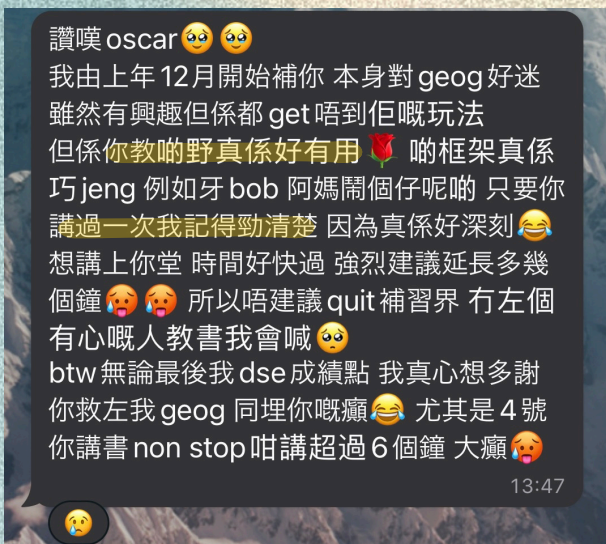 讚嘆oscar🥹🥹
我由上年12月開始補你 本身對geog好迷
雖然有興趣但係都get唔到佢嘅玩法
但係你教啲野真係好有用🌹 啲框架真係
巧jeng 例如牙bob 阿媽鬧個仔呢啲 只要你
講過一次我記得勁清楚 因為真係好深刻😂
想講上你堂 時間好快過 強烈建議延長多幾
個鐘🥵🥵 所以唔建議quit補習界 冇左個
有心嘅人教書我會喊🥺
btw無論最後我dse成績點 我真心想多謝
你救左我geog 同埋你嘅癲😂 尤其是4號
你講書non stop咁講超過6個鐘 大癲🥵
13:47
😢